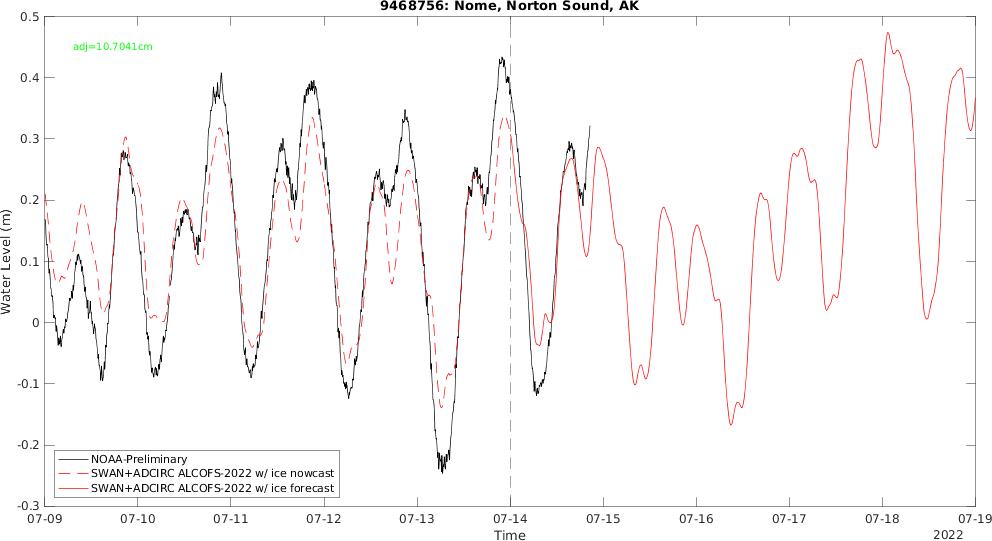 9468756: Nome, Norton Sound, AK
adj=10.7041cm
0.5
0.4
0.3
0.2
0.1
0
-0.1
-0.2
-0.3
Water Level (m)
NOAA-Preliminary
SWAN+ADCIRC ALCOFS-2022 w/ ice nowcast
SWAN+ADCIRC ALCOFS-2022 w/ ice forecast
07-09 07-10 07-11 07-12 07-13 07-14 07-15 07-16 07-17 07-18 07-19
Time
2022